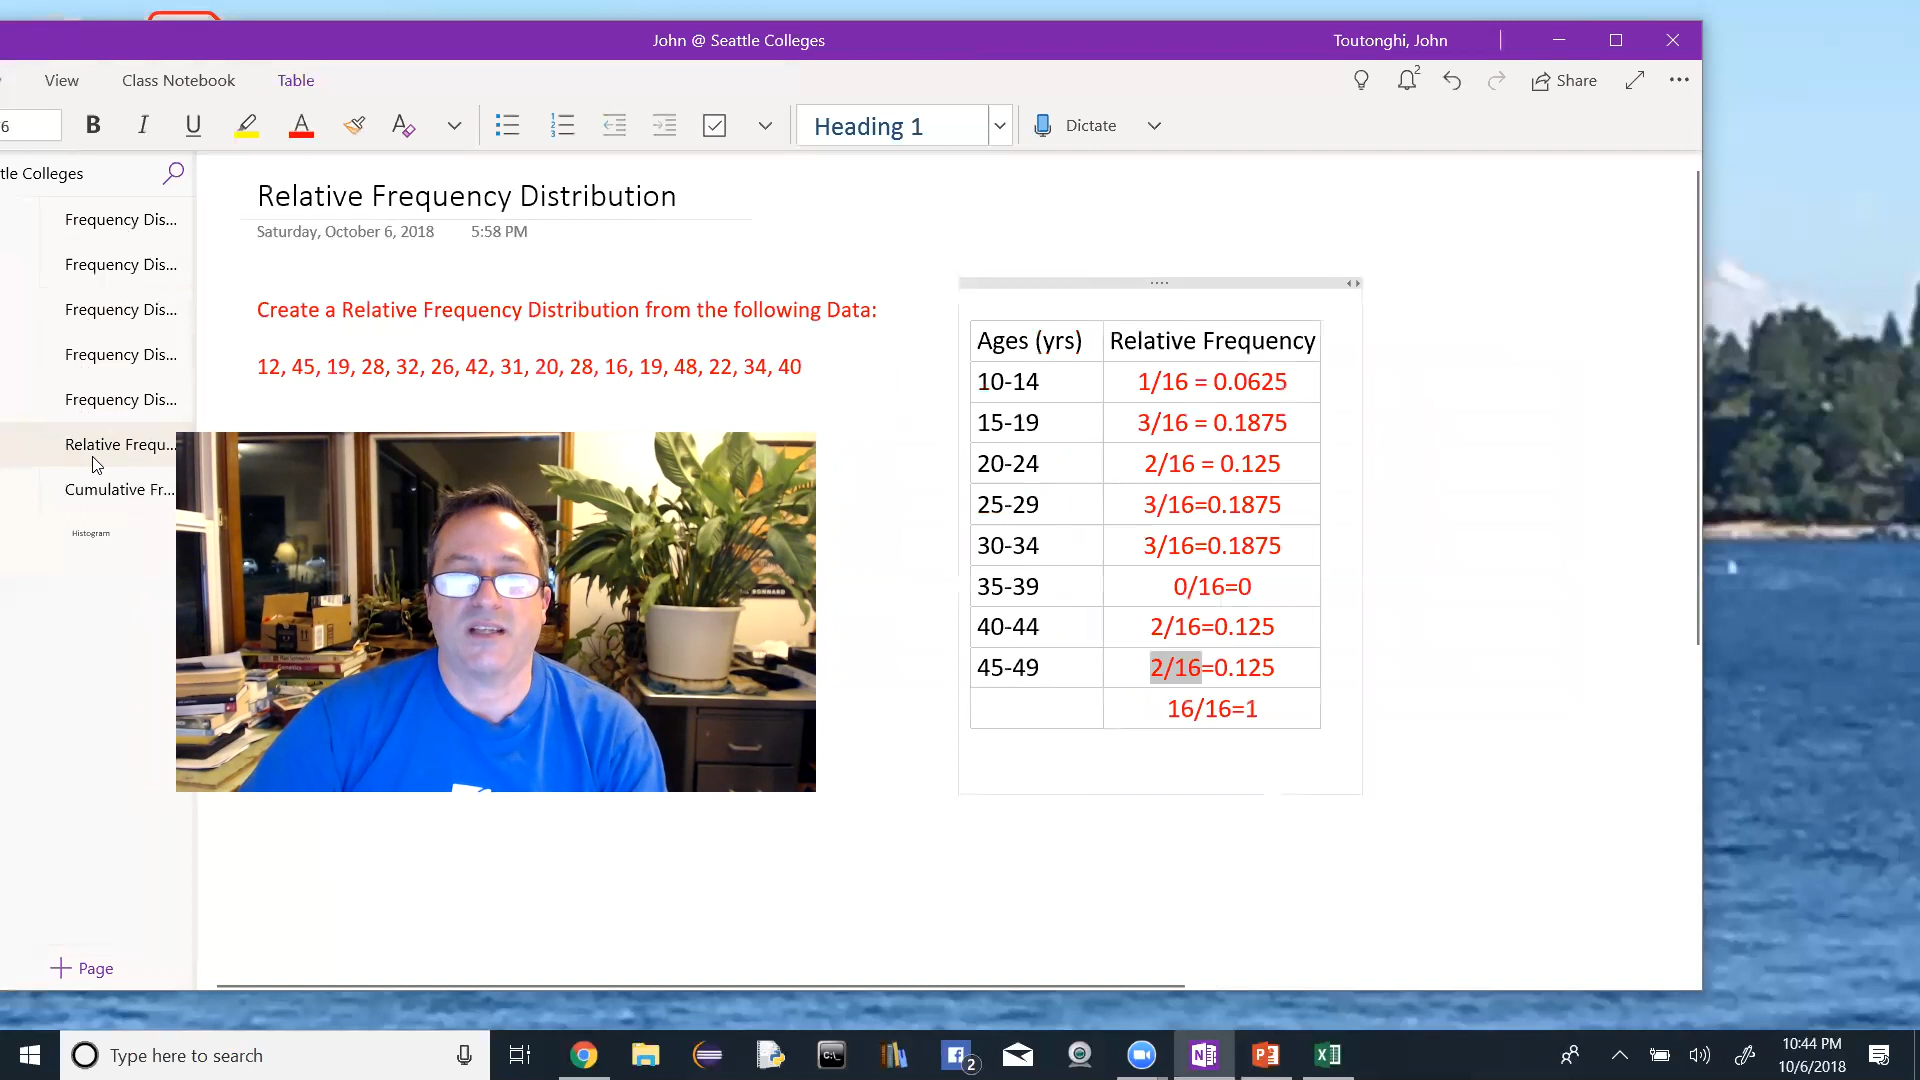 John @ Seattle Colleges
Toutonghi, John
View Class Notebook Table
2
Share
6
B I U A A
Heading 1
Dictate
tle Colleges
Frequency Dis...
Frequency Dis...
Frequency Dis...
Frequency Dis...
Frequency Dis...
Relative Frequ...
Cumulative Fr...
Histogram
Page
Relative Frequency Distribution
Saturday, October 6, 2018 5:58 PM
Create a Relative Frequency Distribution from the following Data:
12, 45, 19, 28, 32, 26, 42, 31, 20, 28, 16, 19, 48, 22, 34, 40
Ages (yrs) Relative Frequency
10-14 1/16 = 0.0625
15-19 3/16 = 0.1875
20-24 2/16 = 0.125
25-29 3/16=0.1875
30-34 3/16=0.1875
35-39 0/16=0
40-44 2/16=0.125
45-49 2/16=0.125
16/16=1
Type here to search
2
10:44 PM
10/6/2018